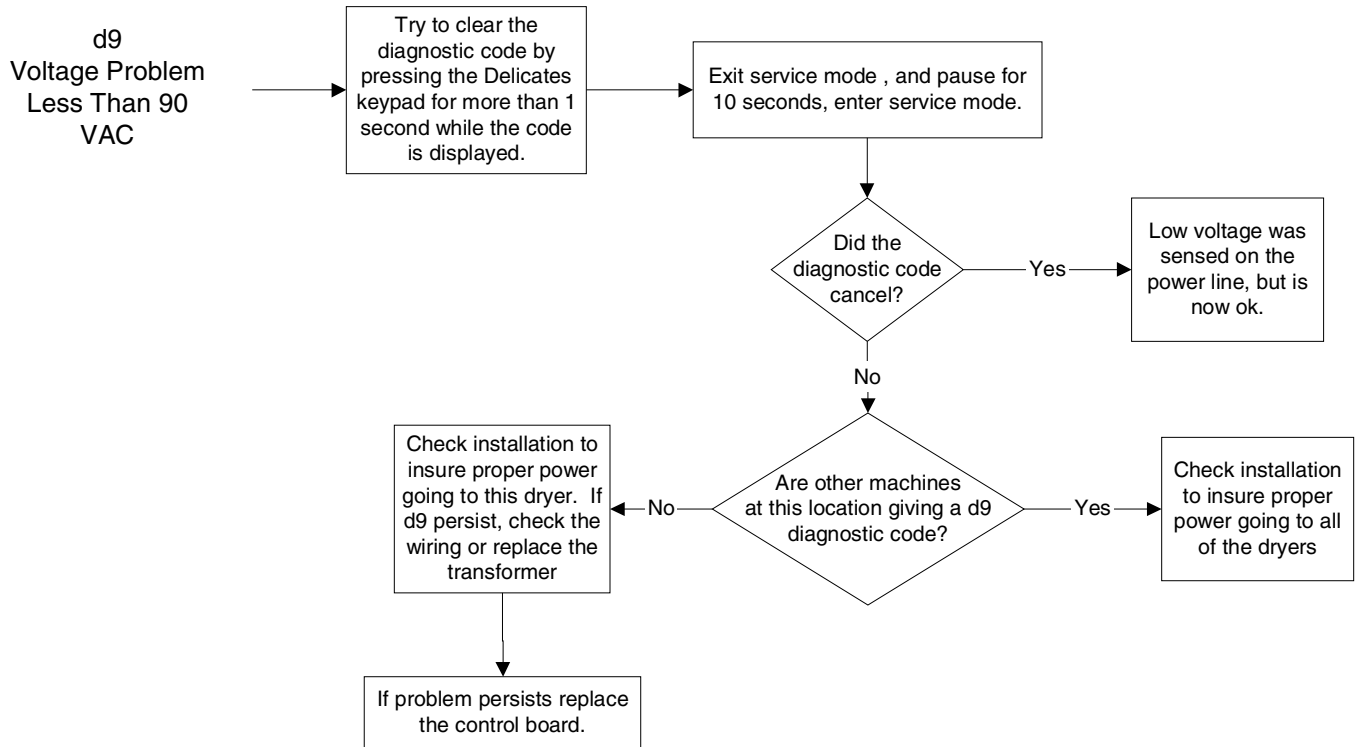 d9
Voltage Problem
Less Than 90
VAC
Try to clear the
diagnostic code by
pressing the Delicates
keypad for more than 1
second while the code
is displayed.
Exit service mode , and pause for
10 seconds, enter service mode.
Did the
diagnostic code
cancel?
Yes
Low voltage was
sensed on the
power line, but is
now ok.
No
Are other machines
at this location giving a d9
diagnostic code?
Yes
Check installation
to insure proper
power going to all
of the dryers
No
Check installation to
insure proper power
going to this dryer. If
d9 persist, check the
wiring or replace the
transformer
If problem persists replace
the control board.